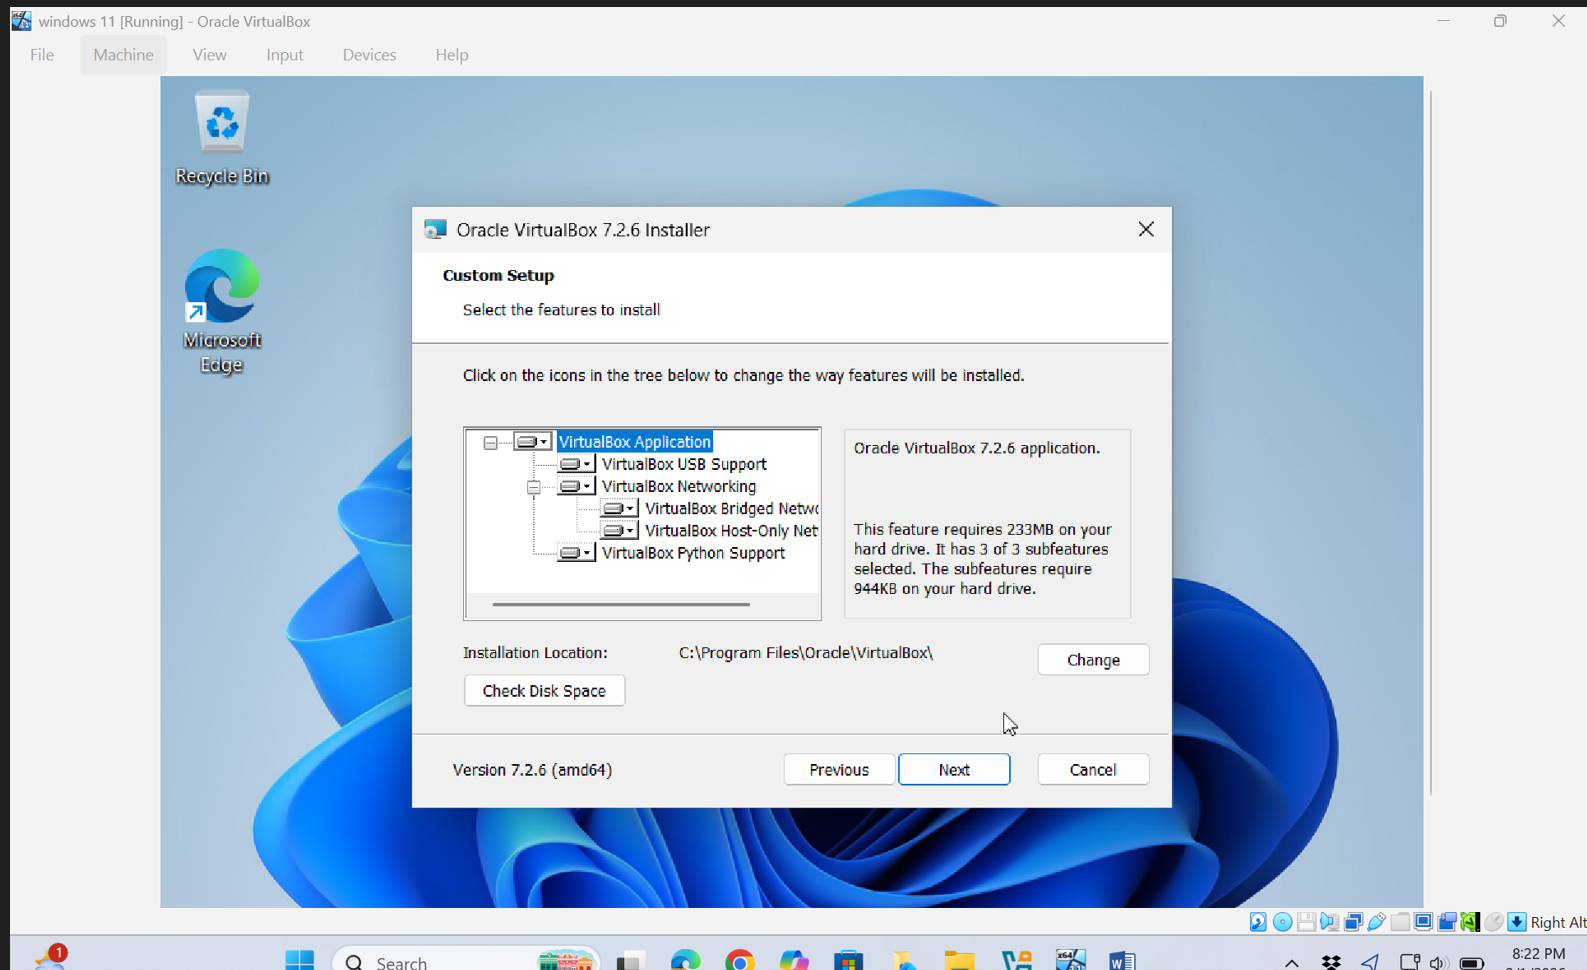 windows 11 [Running] - Oracle VirtualBox
File Machine View Input Devices Help
Recycle Bin
Microsoft
Edge
Oracle VirtualBox 7.2.6 Installer
Custom Setup
Select the features to install
Click on the icons in the tree below to change the way features will be installed.
VirtualBox Application
VirtualBox USB Support
VirtualBox Networking
VirtualBox Bridged Netwo
VirtualBox Host-Only Net
VirtualBox Python Support
Oracle VirtualBox 7.2.6 application.
This feature requires 233MB on your
hard drive. It has 3 of 3 subfeatures
selected. The subfeatures require
944KB on your hard drive.
Installation Location:
C:\Program Files\Oracle\VirtualBox\
Change
Check Disk Space
Version 7.2.6 (amd64)
Previous
Next
Cancel
Right Alt
1
Search
8:22 PM